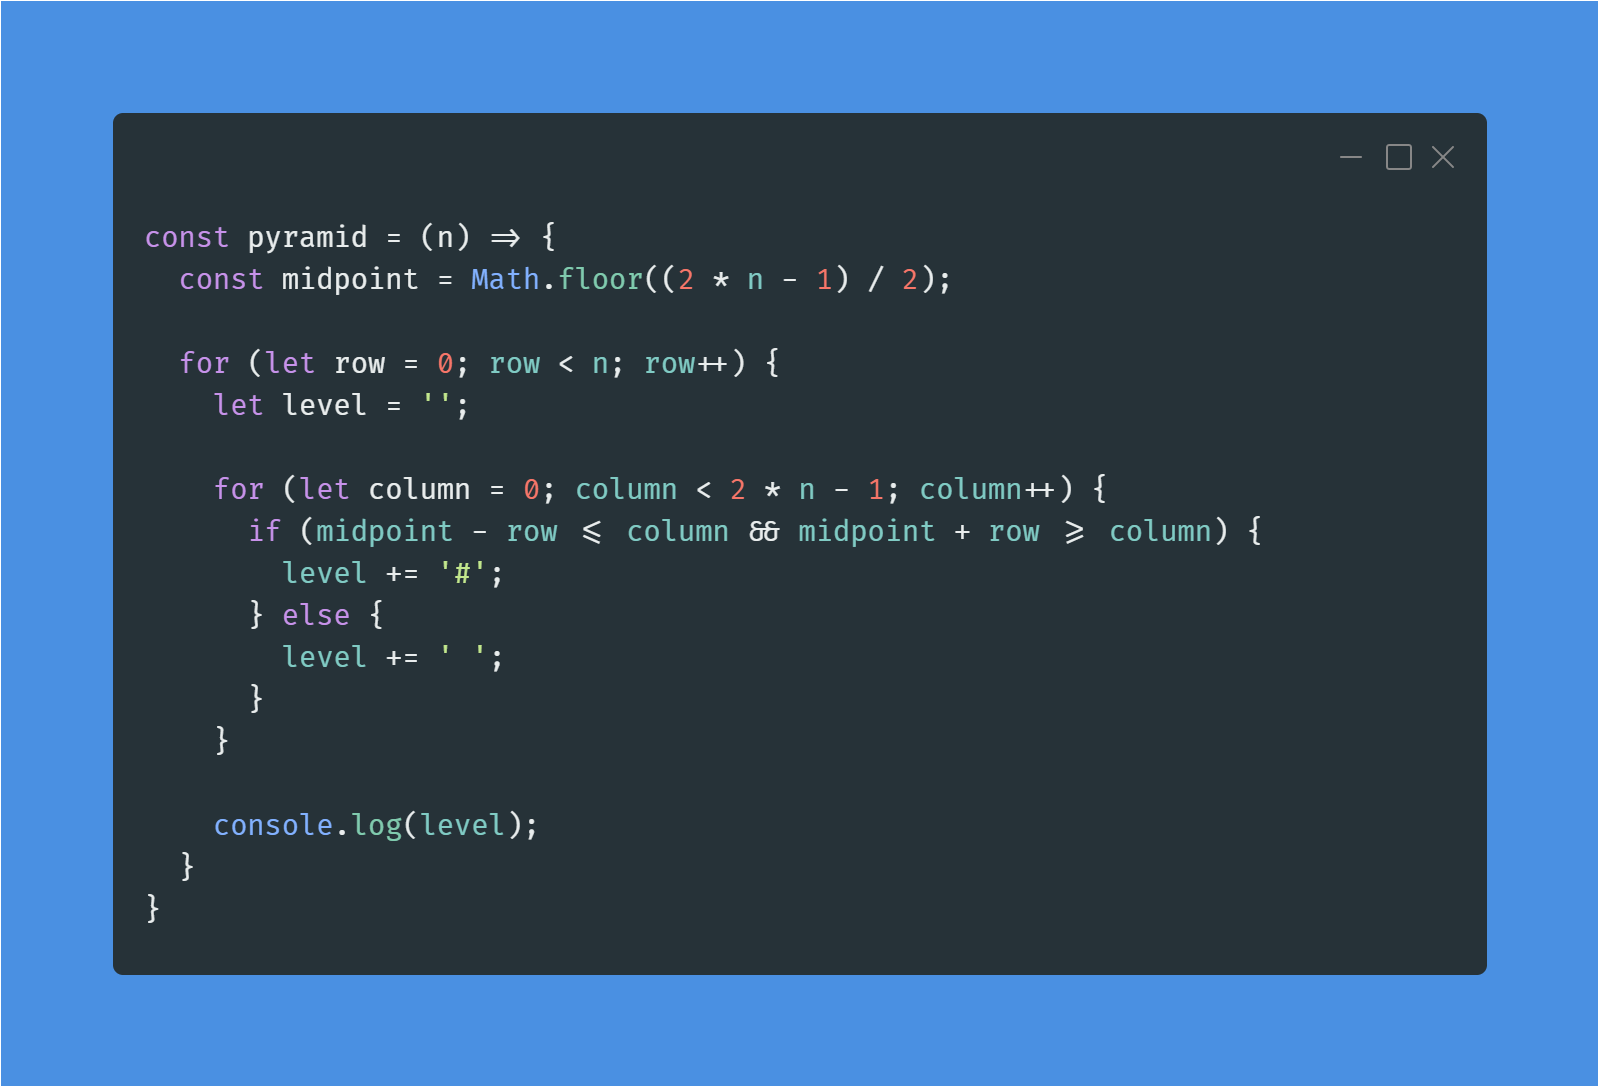 const pyramid = (n) => {
  const midpoint = Math.floor((2 * n - 1) / 2);

  for (let row = 0; row < n; row++) {
    let level = '';

    for (let column = 0; column < 2 * n - 1; column++) {
      if (midpoint - row <= column && midpoint + row >= column) {
        level += '#';
      } else {
        level += ' ';
      }
    }

    console.log(level);
  }
}